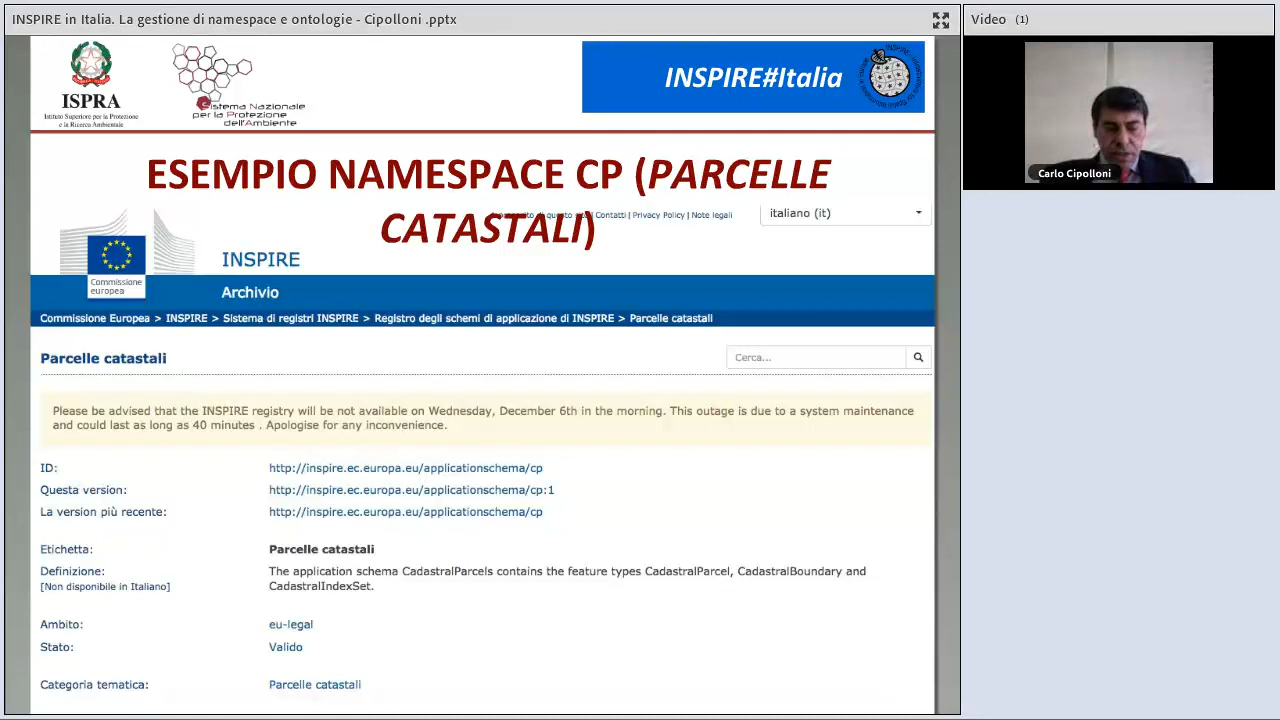 INSPIRE in Italia. La gestione di namespace e ontologie - Cipolloni .pptx
Video (1)
ISPRA
Istituto Superiore per la Protezione
e la Ricerca Ambientale
Sistema Nazionale
per la Protezione
dell'Ambiente
INSPIRE#Italia
Carlo Cipolloni
ESEMPIO NAMESPACE CP (PARCELLE
CATASTALI)
Contatti | Privacy Policy | Note legali
italiano (it)
Commissione
europea
INSPIRE
Archivio
Commissione Europea > INSPIRE > Sistema di registri INSPIRE > Registro degli schemi di applicazione di INSPIRE > Parcelle catastali
Parcelle catastali
Cerca...
Please be advised that the INSPIRE registry will be not available on Wednesday, December 6th in the morning. This outage is due to a system maintenance
and could last as long as 40 minutes . Apologise for any inconvenience.
ID: http://inspire.ec.europa.eu/applicationschema/cp
Questa version: http://inspire.ec.europa.eu/applicationschema/cp:1
La version più recente: http://inspire.ec.europa.eu/applicationschema/cp
Etichetta: Parcelle catastali
Definizione: The application schema CadastralParcels contains the feature types CadastralParcel, CadastralBoundary and
[Non disponibile in Italiano] CadastralIndexSet.
Ambito: eu-legal
Stato: Valido
Categoria tematica: Parcelle catastali